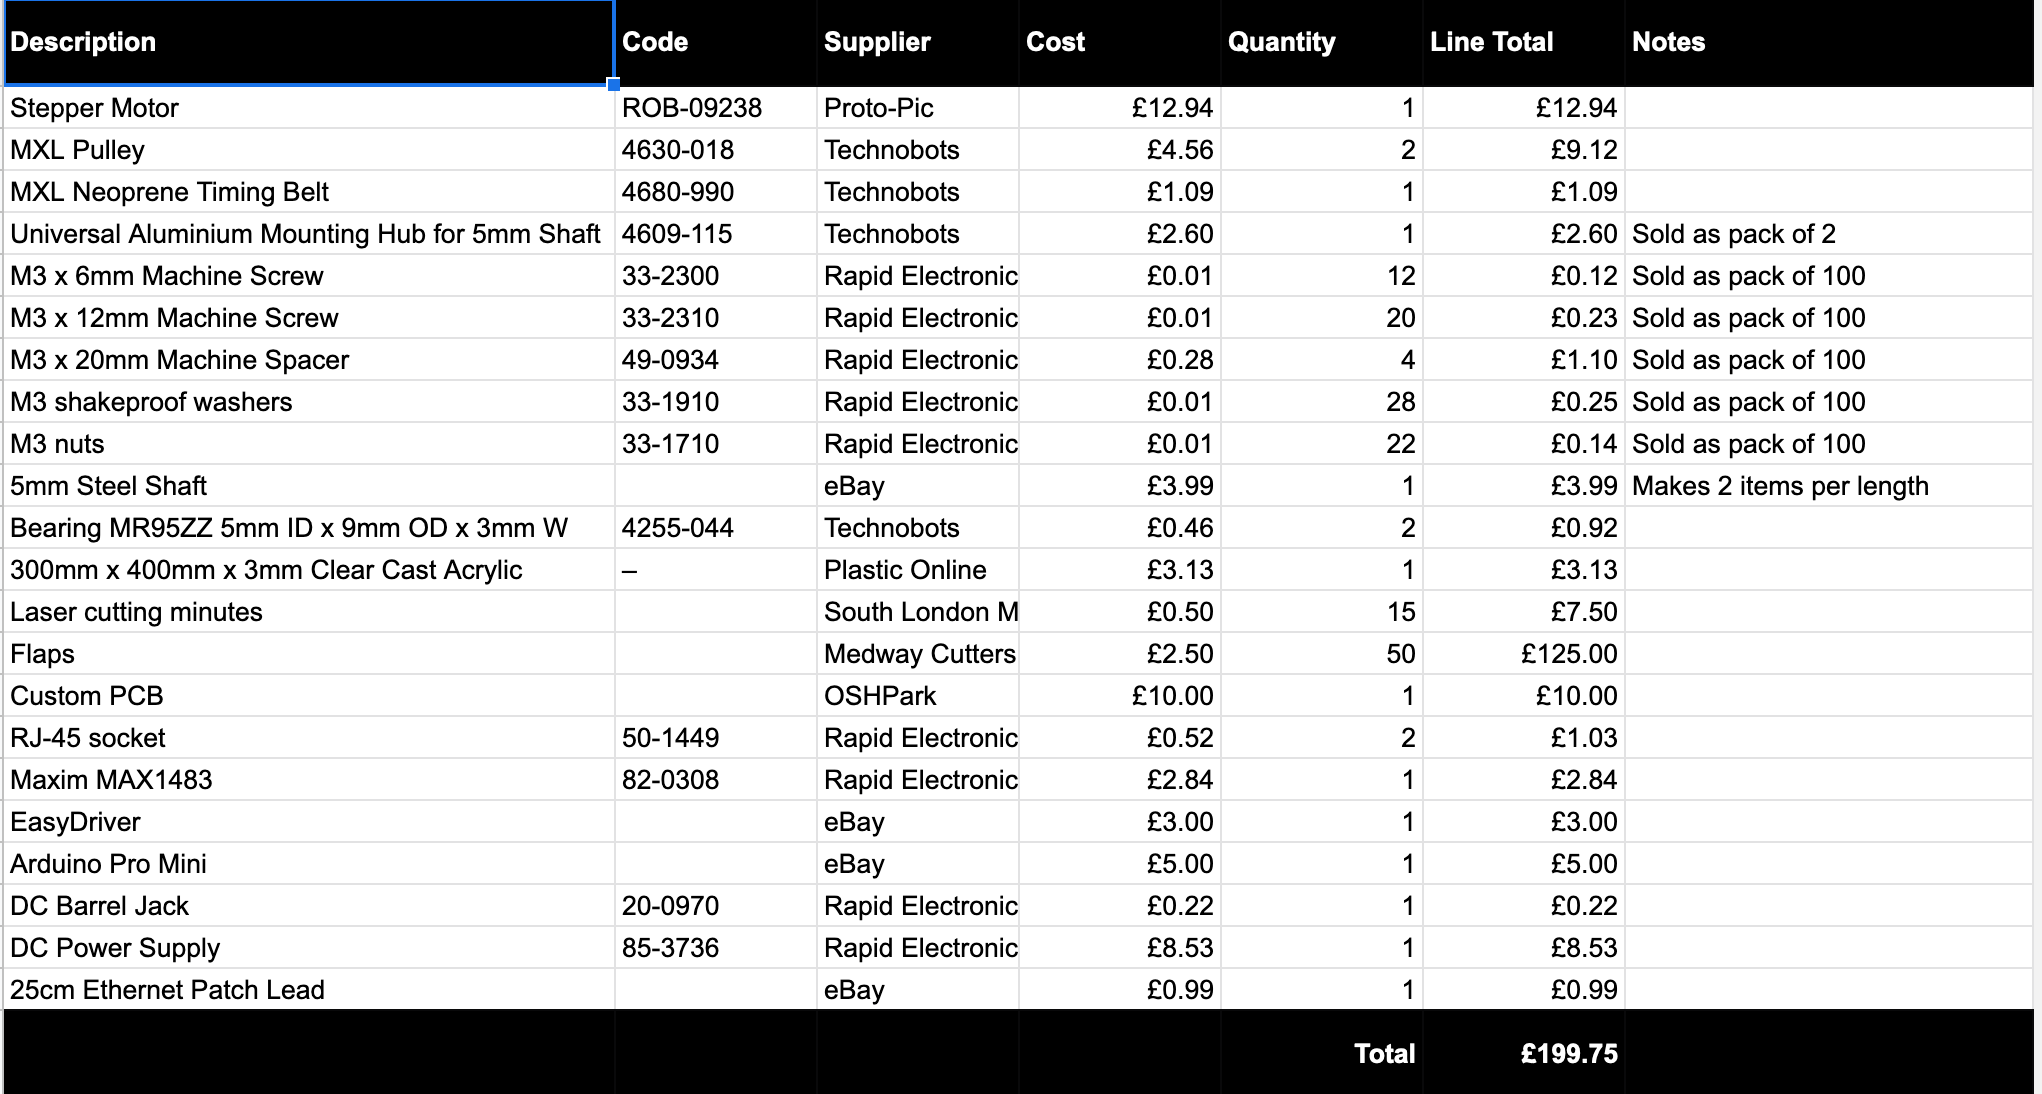 Description Code Supplier Cost Quantity Line Total Notes
Stepper Motor ROB-09238 Proto-Pic £12.94 1 £12.94
MXL Pulley 4630-018 Technobots £4.56 2 £9.12
MXL Neoprene Timing Belt 4680-990 Technobots £1.09 1 £1.09
Universal Aluminium Mounting Hub for 5mm Shaft 4609-115 Technobots £2.60 1 £2.60 Sold as pack of 2
M3 x 6mm Machine Screw 33-2300 Rapid Electronic £0.01 12 £0.12 Sold as pack of 100
M3 x 12mm Machine Screw 33-2310 Rapid Electronic £0.01 20 £0.23 Sold as pack of 100
M3 x 20mm Machine Spacer 49-0934 Rapid Electronic £0.28 4 £1.10 Sold as pack of 100
M3 shakeproof washers 33-1910 Rapid Electronic £0.01 28 £0.25 Sold as pack of 100
M3 nuts 33-1710 Rapid Electronic £0.01 22 £0.14 Sold as pack of 100
5mm Steel Shaft eBay £3.99 1 £3.99 Makes 2 items per length
Bearing MR95ZZ 5mm ID x 9mm OD x 3mm W 4255-044 Technobots £0.46 2 £0.92
300mm x 400mm x 3mm Clear Cast Acrylic – Plastic Online £3.13 1 £3.13
Laser cutting minutes South London M £0.50 15 £7.50
Flaps Medway Cutters £2.50 50 £125.00
Custom PCB OSHPark £10.00 1 £10.00
RJ-45 socket 50-1449 Rapid Electronic £0.52 2 £1.03
Maxim MAX1483 82-0308 Rapid Electronic £2.84 1 £2.84
EasyDriver eBay £3.00 1 £3.00
Arduino Pro Mini eBay £5.00 1 £5.00
DC Barrel Jack 20-0970 Rapid Electronic £0.22 1 £0.22
DC Power Supply 85-3736 Rapid Electronic £8.53 1 £8.53
25cm Ethernet Patch Lead eBay £0.99 1 £0.99
Total £199.75